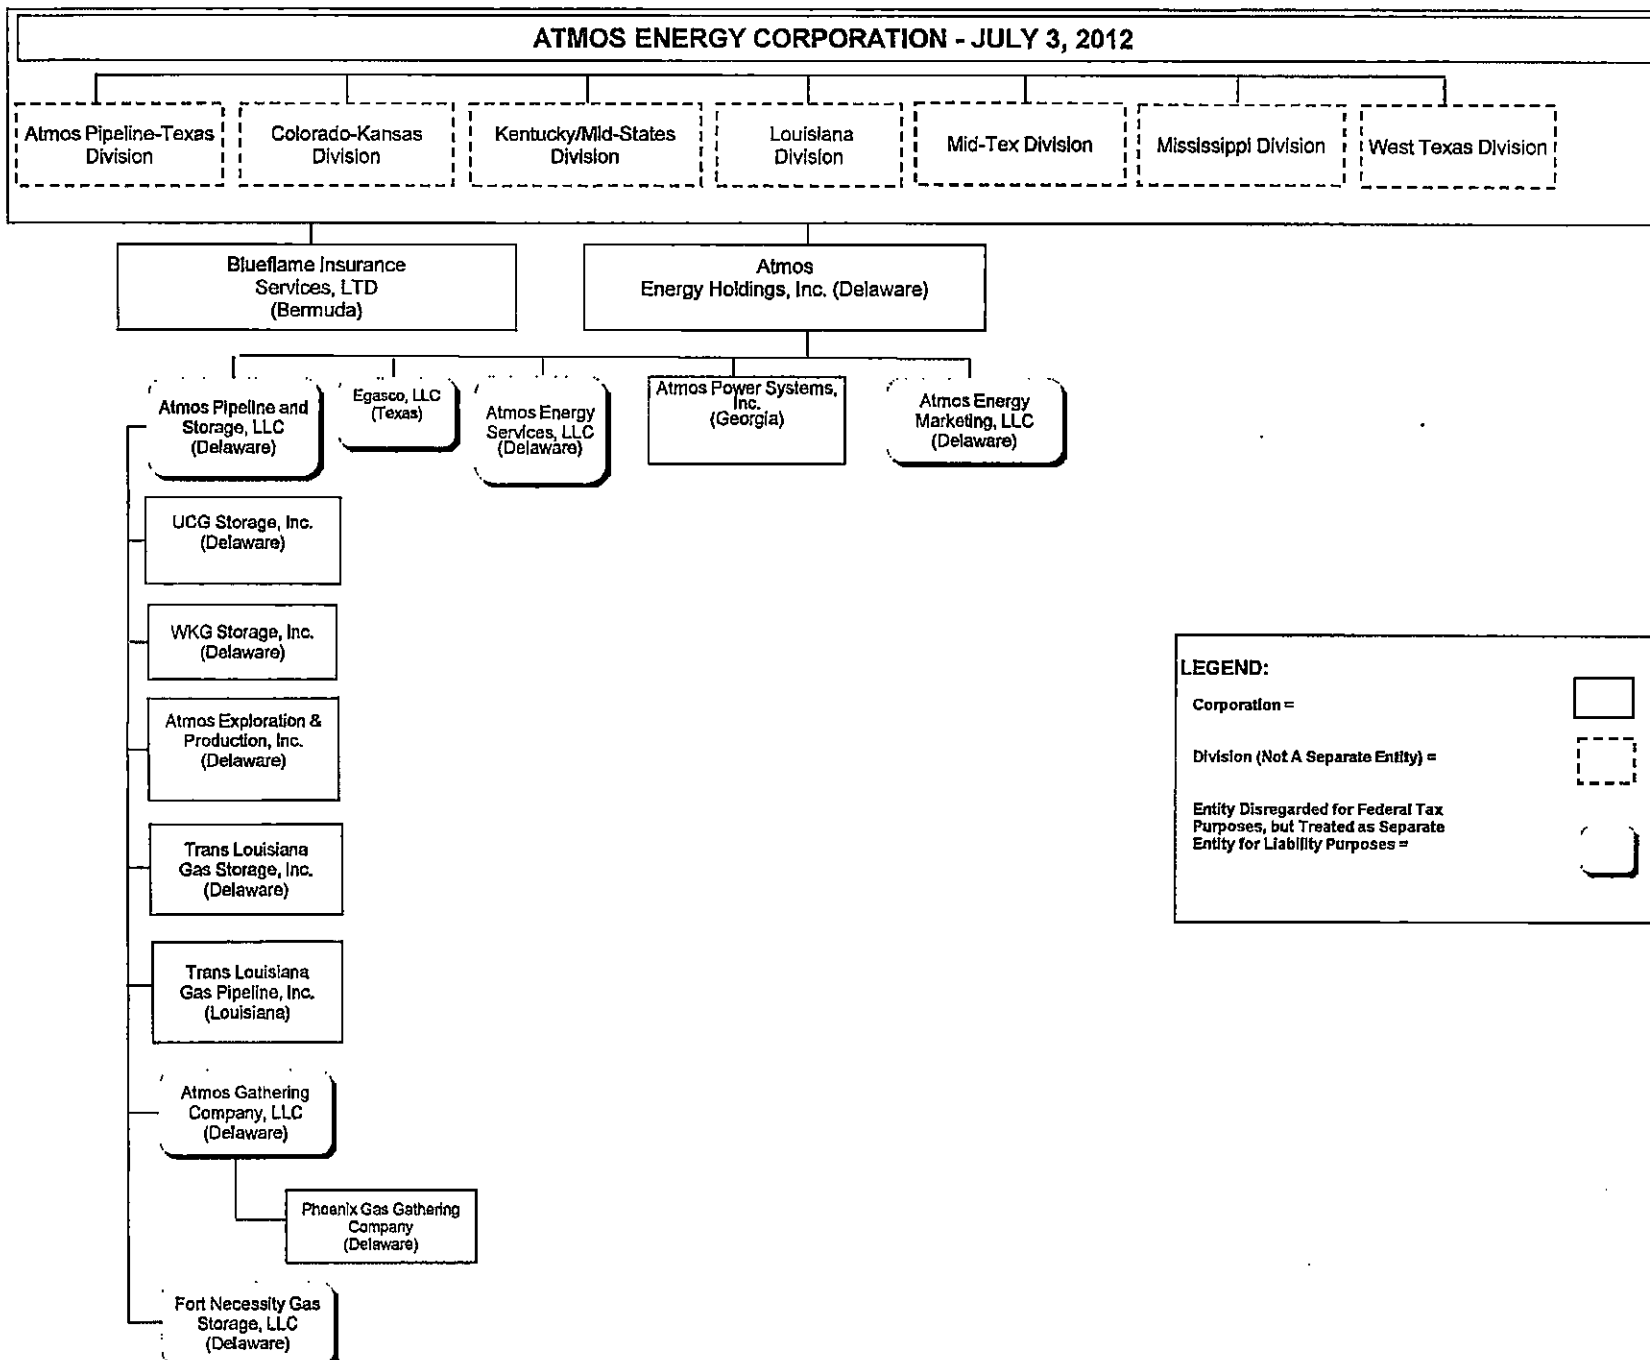 ATMOS ENERGY CORPORATION - JULY 3, 2012
Atmos Pipeline-Texas
Division
Colorado-Kansas
Division
Kentucky/Mid-States
Division
Louisiana
Division
Mid-Tex Division
Mississippi Division
West Texas Division
Blueflame Insurance
Services, LTD
(Bermuda)
Atmos
Energy Holdings, Inc. (Delaware)
Atmos Pipeline and
Storage, LLC
(Delaware)
Egasco, LLC
(Texas)
Atmos Energy
Services, LLC
(Delaware)
Atmos Power Systems,
Inc.
(Georgia)
Atmos Energy
Marketing, LLC
(Delaware)
UCG Storage, Inc.
(Delaware)
WKG Storage, Inc.
(Delaware)
Atmos Exploration &
Production, Inc.
(Delaware)
Trans Louisiana
Gas Storage, Inc.
(Delaware)
Trans Louisiana
Gas Pipeline, Inc.
(Louisiana)
Atmos Gathering
Company, LLC
(Delaware)
Phoenix Gas Gathering
Company
(Delaware)
Fort Necessity Gas
Storage, LLC
(Delaware)
LEGEND:
Corporation =
Division (Not A Separate Entity) =
Entity Disregarded for Federal Tax
Purposes, but Treated as Separate
Entity for Liability Purposes =